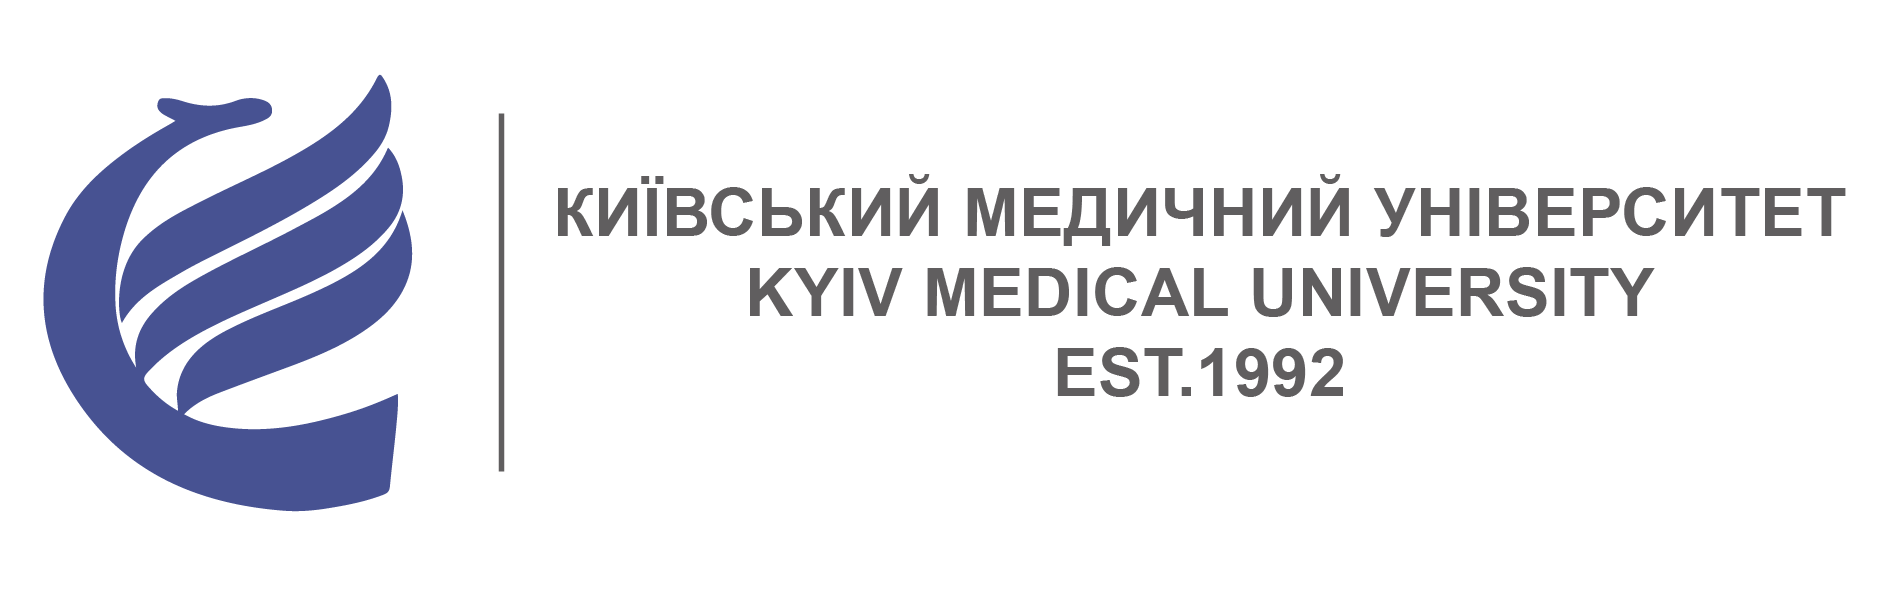 КИЇВСЬКИЙ МЕДИЧНИЙ УНІВЕРСИТЕТ
KYIV MEDICAL UNIVERSITY
EST.1992